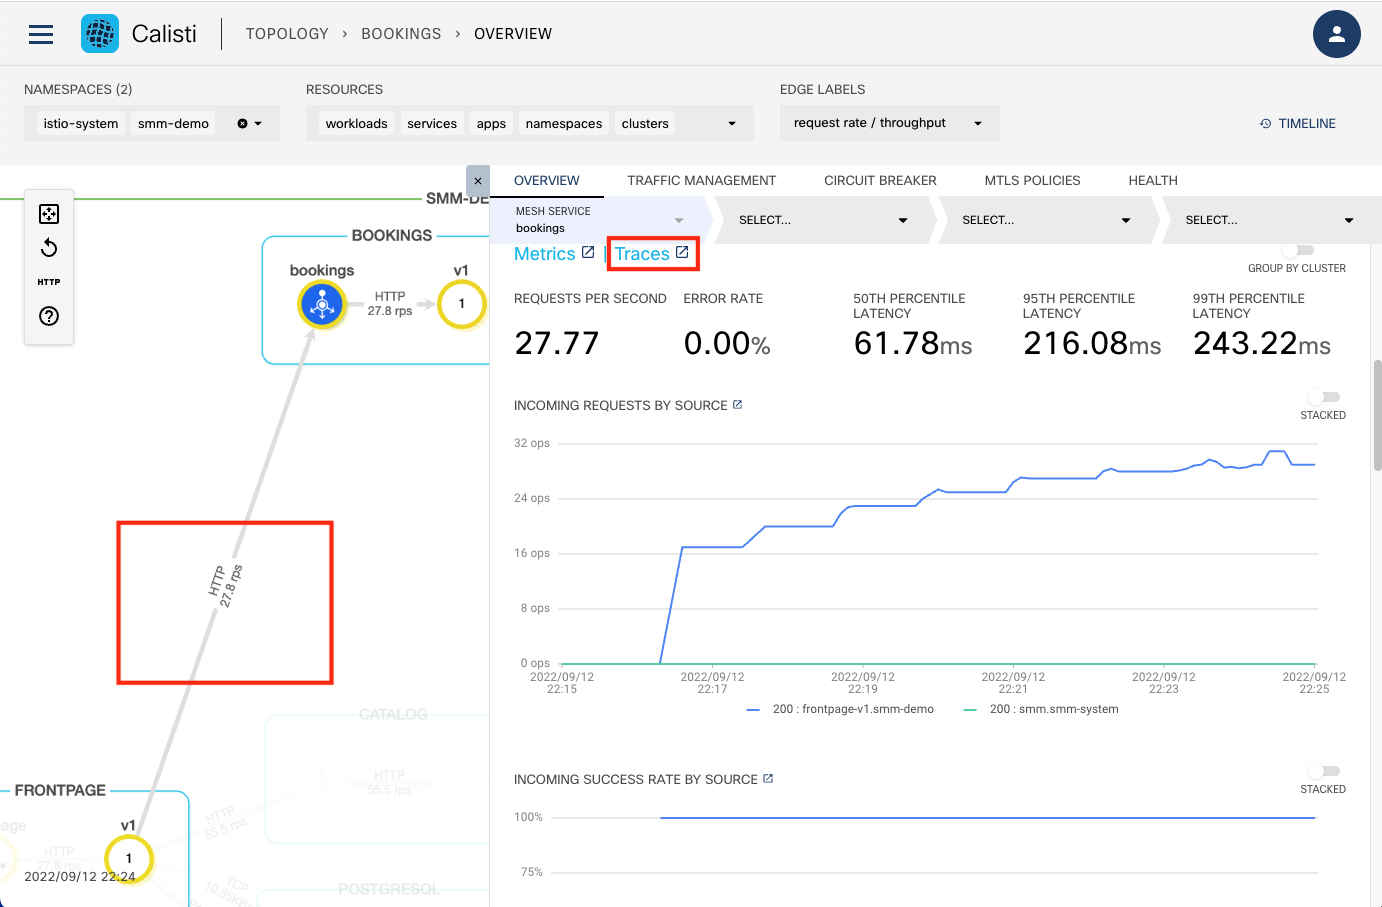 Calisti
TOPOLOGY › BOOKINGS › OVERVIEW
NAMESPACES (2)
istio-system
smm-demo
RESOURCES
workloads
services
apps
namespaces
clusters
EDGE LABELS
request rate / throughput
TIMELINE
HTTP
SMM-DE
BOOKINGS
bookings
v1
HTTP
27.8 rps
1
HTTP
27.8 rps
CATALOG
HTTP
55.5 rps
FRONTPAGE
age
v1
HTTP
27.8 rps
1
HTTP
55.5 rps
TCP
10.85KB/
POSTGRESQL
2022/09/12 22:24
OVERVIEW
TRAFFIC MANAGEMENT
CIRCUIT BREAKER
MTLS POLICIES
HEALTH
MESH SERVICE
bookings
SELECT...
SELECT...
SELECT...
Metrics | Traces
GROUP BY CLUSTER
REQUESTS PER SECOND
27.77
ERROR RATE
0.00%
50TH PERCENTILE
LATENCY
61.78ms
95TH PERCENTILE
LATENCY
216.08ms
99TH PERCENTILE
LATENCY
243.22ms
INCOMING REQUESTS BY SOURCE
STACKED
32 ops
24 ops
16 ops
8 ops
0 ops
2022/09/12
22:15
2022/09/12
22:17
2022/09/12
22:19
2022/09/12
22:21
2022/09/12
22:23
2022/09/12
22:25
200 : frontpage-v1.smm-demo
200 : smm.smm-system
INCOMING SUCCESS RATE BY SOURCE
STACKED
100%
75%